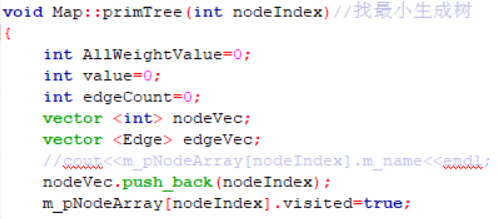 void Map::primTree(int nodeIndex)//找最小生成树
{
int AllWeightValue=0;
int value=0;
int edgeCount=0;
vector <int> nodeVec;
vector <Edge> edgeVec;
//cout<<m_pNodeArray[nodeIndex].m_name<<endl;
nodeVec.push_back(nodeIndex);
m_pNodeArray[nodeIndex].visited=true;